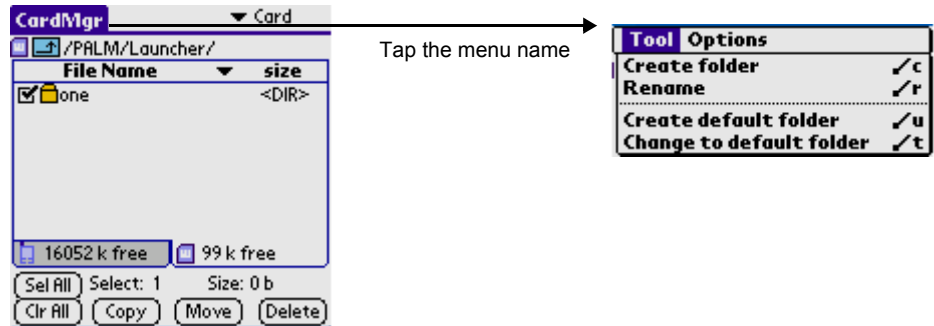 CardMgr
Card
/PALM/Launcher/
File Name size
one <DIR>
16052 k free 99 k free
Sel All Select: 1 Size: 0 b
Clr All Copy Move Delete
Tap the menu name
Tool Options
Create folder /c
Rename /r
Create default folder /u
Change to default folder /t